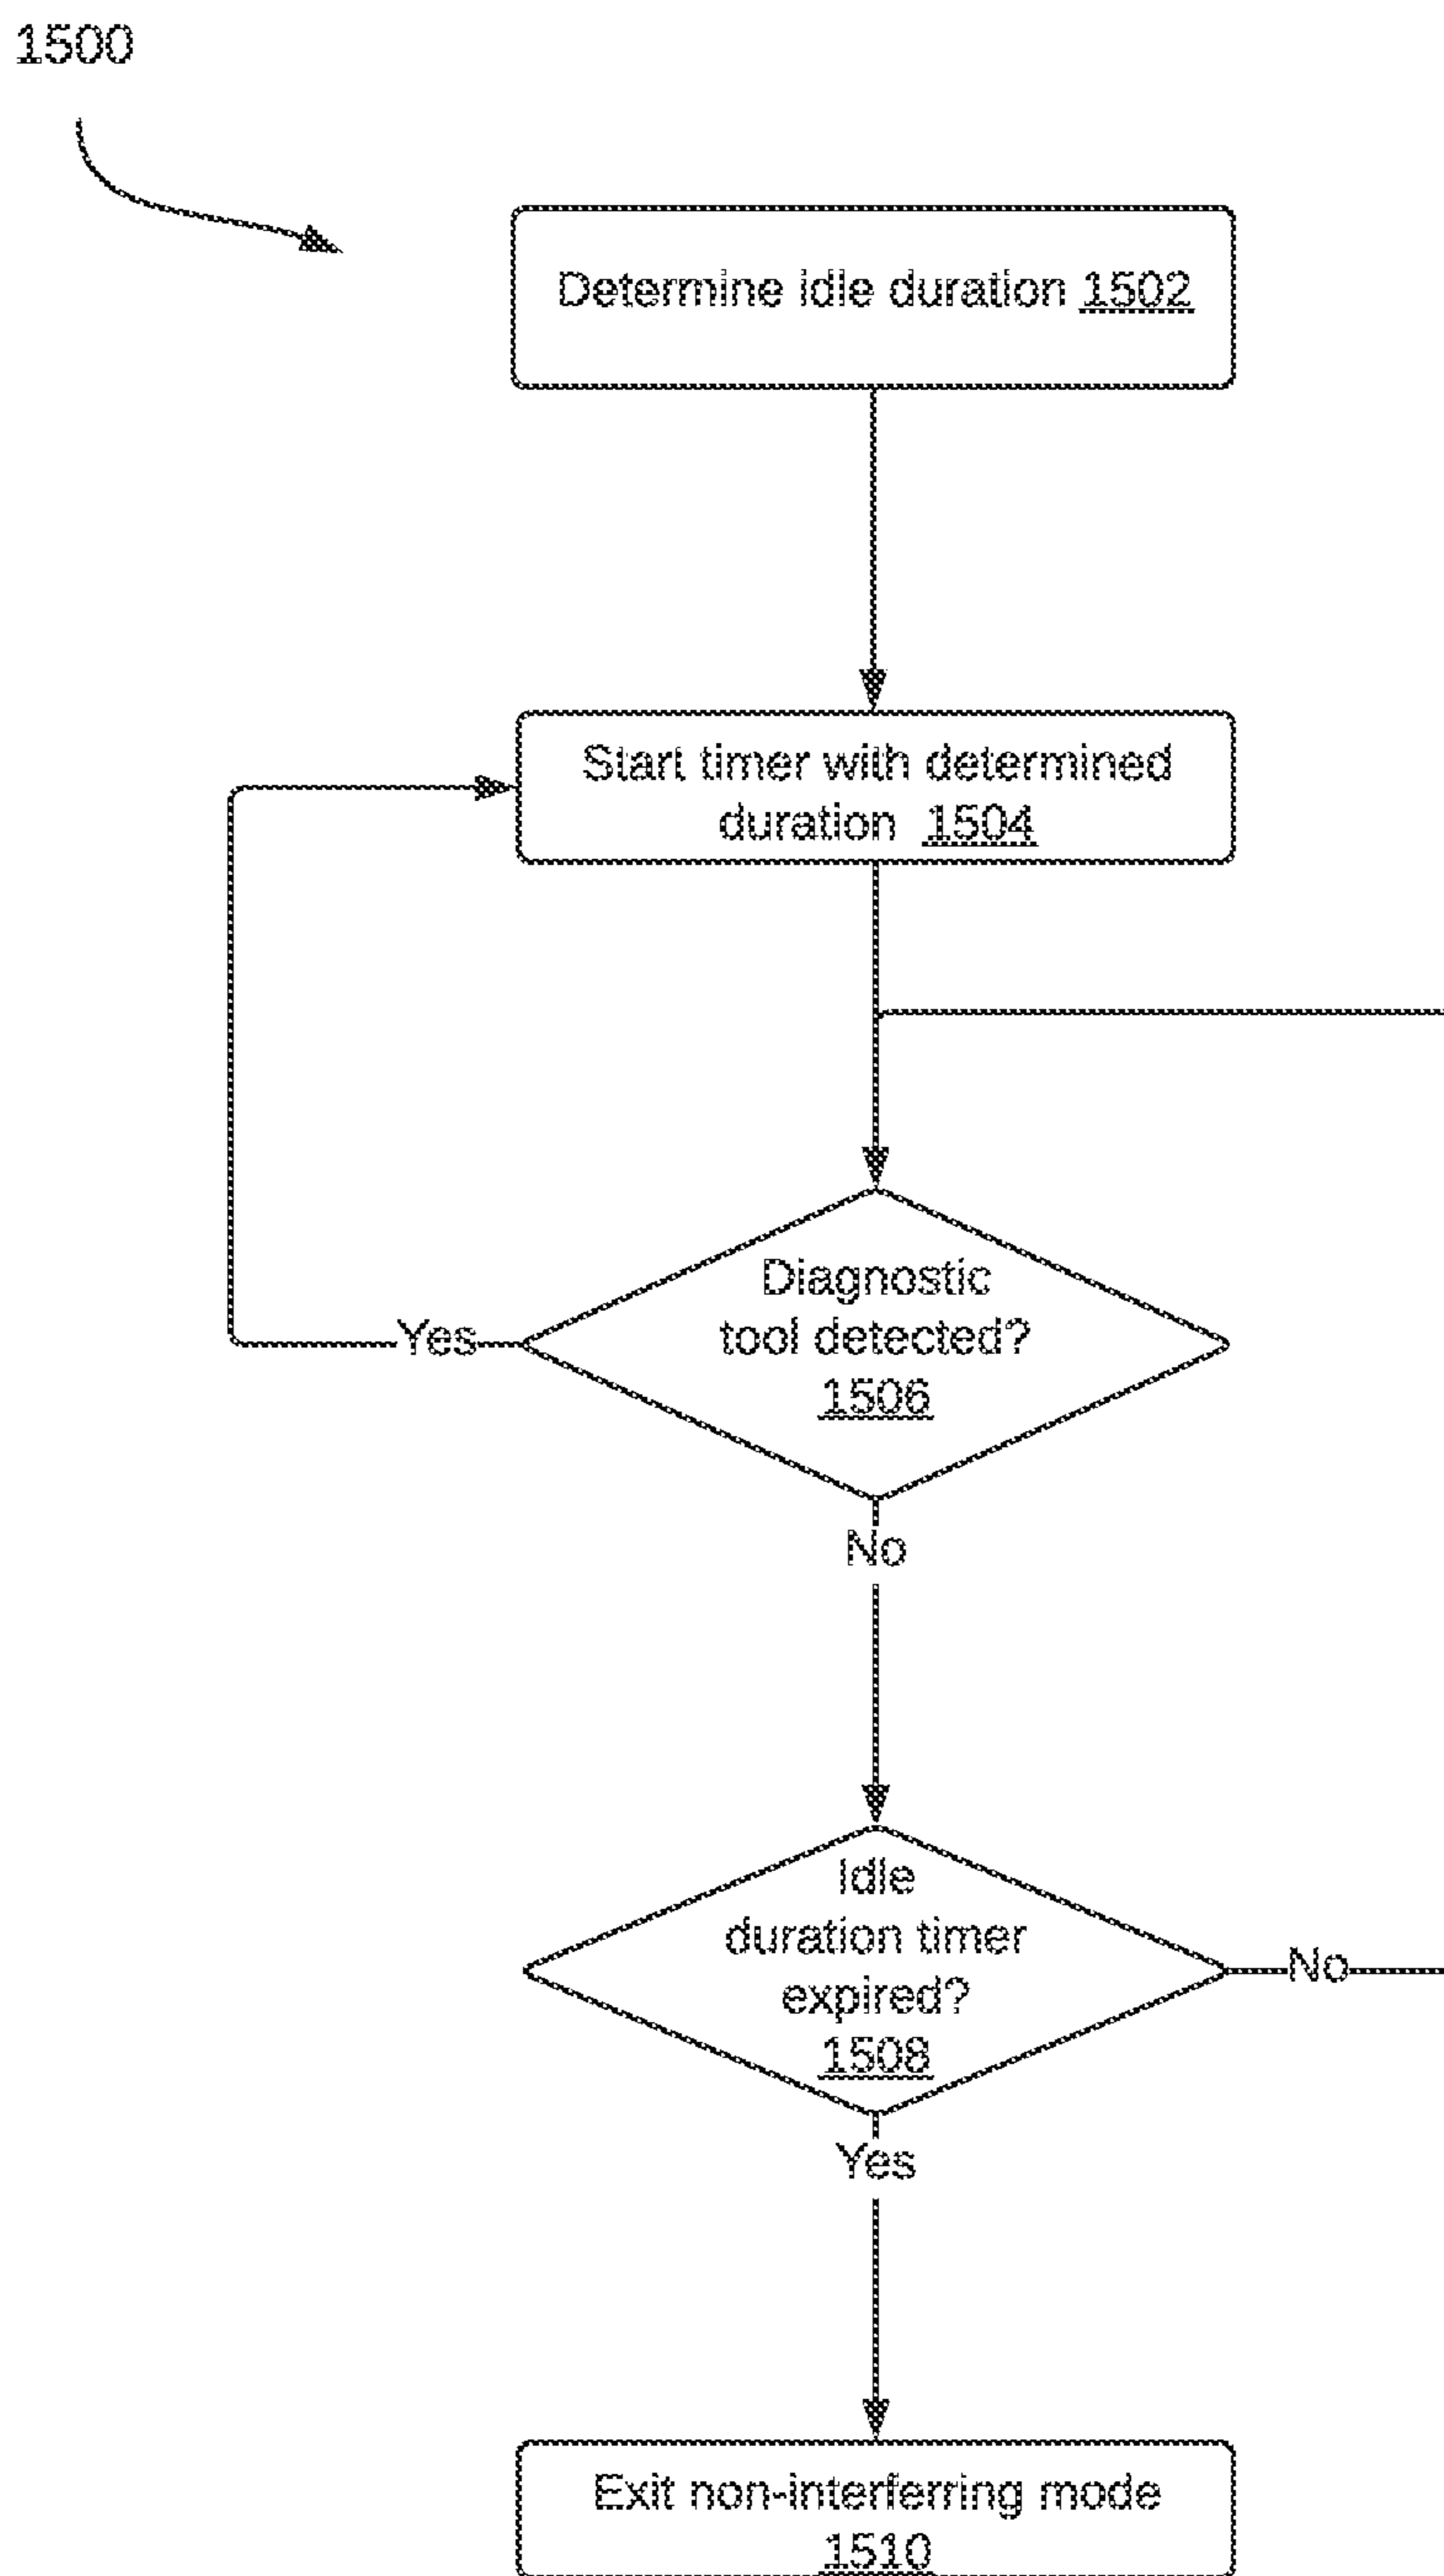 1500
Determine idle duration 1502
Start timer with determined
duration 1504
Diagnostic
tool detected?
1506
Yes
No
Idle
duration timer
expired?
1508
No
Yes
Exit non-interferring mode
1510